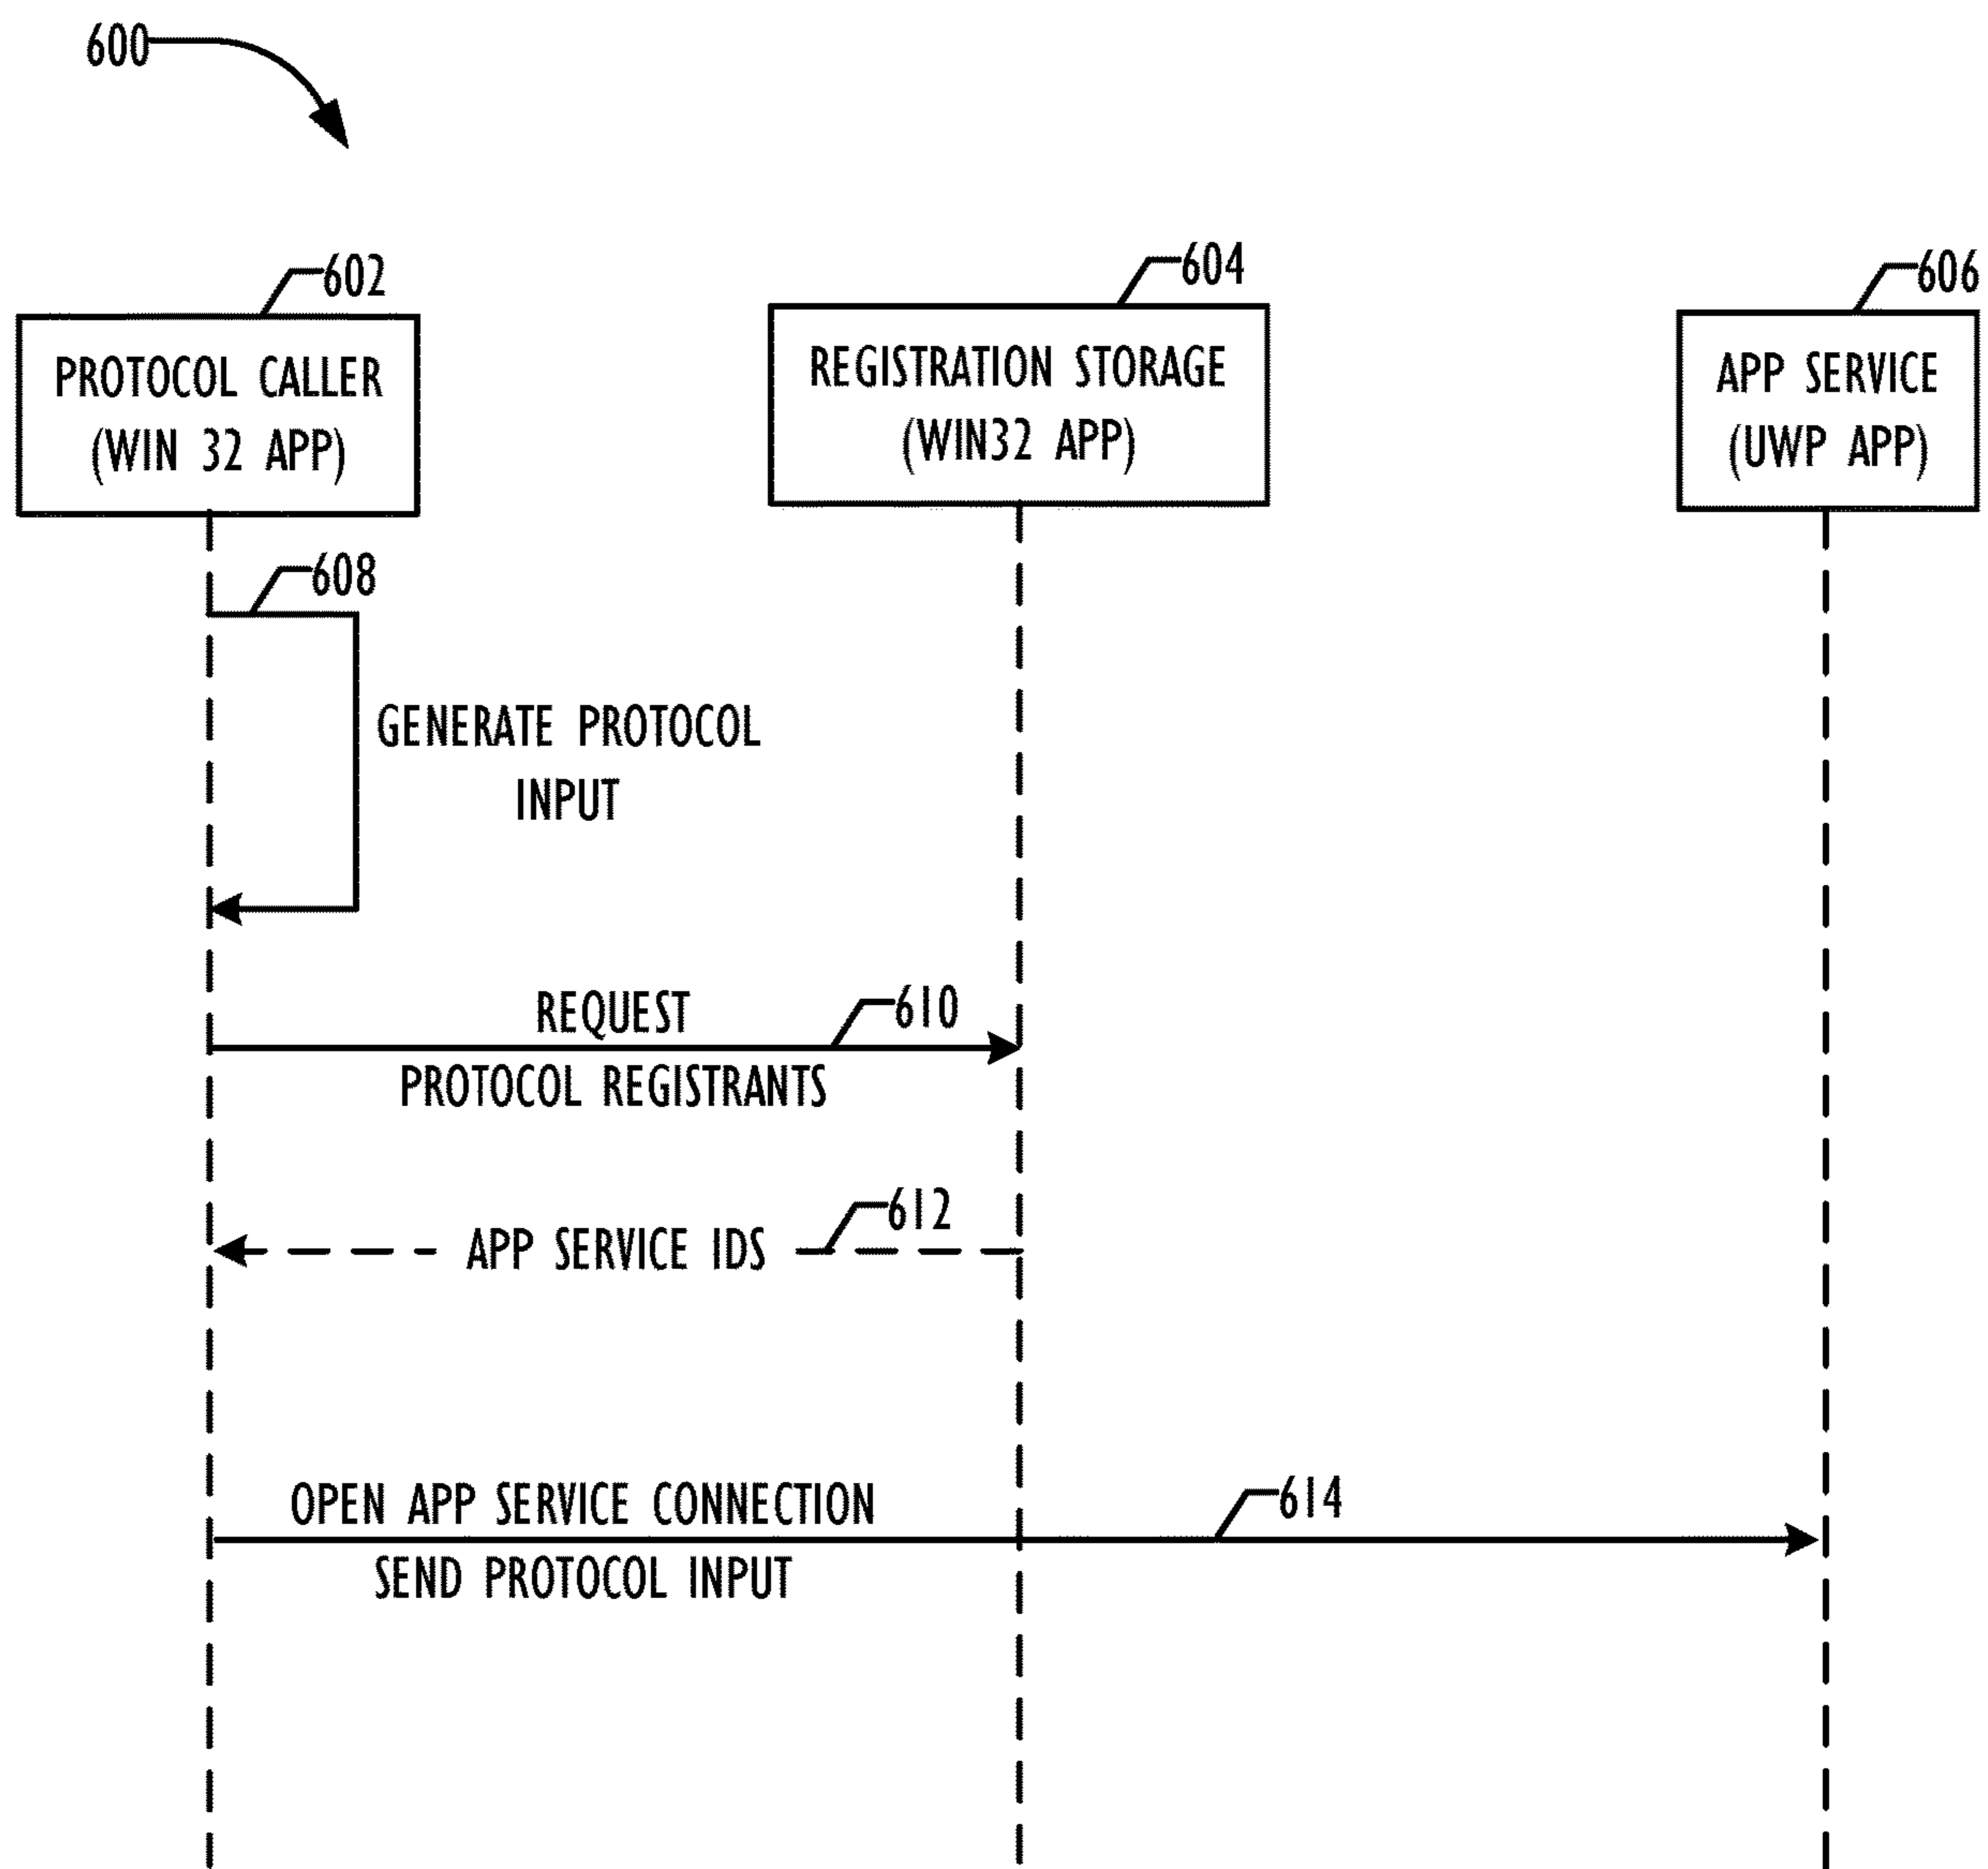 600
602
604
606
PROTOCOL CALLER
(WIN 32 APP)
REGISTRATION STORAGE
(WIN32 APP)
APP SERVICE
(UWP APP)
608
GENERATE PROTOCOL
INPUT
REQUEST
610
PROTOCOL REGISTRANTS
612
APP SERVICE IDS
OPEN APP SERVICE CONNECTION
614
SEND PROTOCOL INPUT